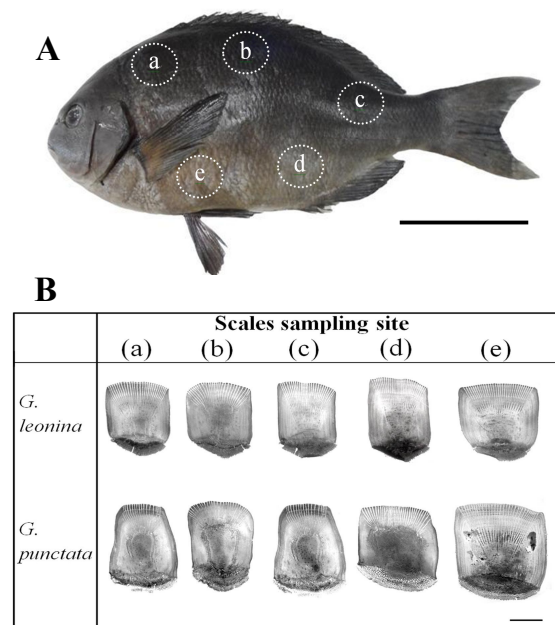 A
a
b
c
d
e
B
Scales sampling site
(a) (b) (c) (d) (e)
G.
leonina
G.
punctata